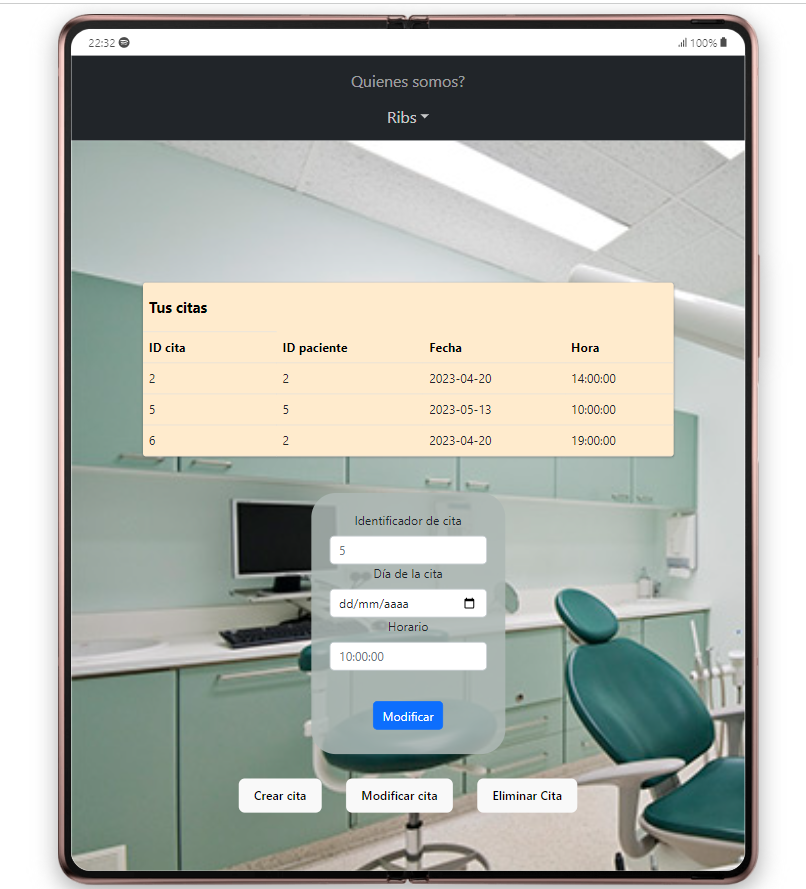 22:32 100%
Quienes somos?
Ribs
Tus citas
ID cita ID paciente Fecha Hora
2 2 2023-04-20 14:00:00
5 5 2023-05-13 10:00:00
6 2 2023-04-20 19:00:00
Identificador de cita
5
Día de la cita
dd/mm/aaaa
Horario
10:00:00
Modificar
Crear cita Modificar cita Eliminar Cita